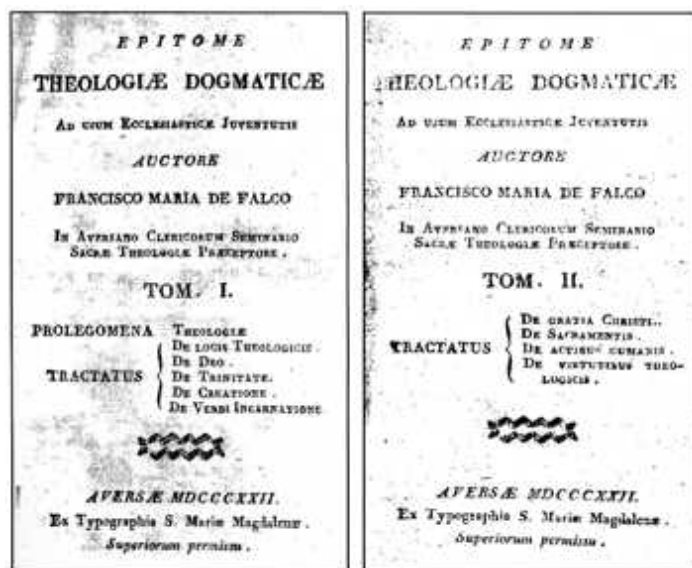 EPITOME
THEOLOGIÆ DOGMATICÆ
AD USUM ECCLESIASTICÆ JUVENTUTIS
AUCTORE
FRANCISCO MARIA DE FALCO
IN AVERSANO CLERICORUM SEMINARIO
SACRÆ THEOLOGIÆ PRÆCEPTORE.
TOM. I.
PROLEGOMENA THEOLOGIÆ
TRACTATUS
DE LOCIS THEOLOGICIS.
DE DEO.
DE TRINITATE.
DE CREATIONE.
DE VERBI INCARNATIONE
AVERSÆ MDCCCXXII.
Ex Typographia S. Mariæ Magdalenæ.
Superiorum permissu.
EPITOME
THEOLOGIÆ DOGMATICÆ
AD USUM ECCLESIASTICÆ JUVENTUTIS
AUCTORE
FRANCISCO MARIA DE FALCO
IN AVERSANO CLERICORUM SEMINARIO
SACRÆ THEOLOGIÆ PRÆCEPTORE.
TOM. II.
TRACTATUS
DE GRATIA CHRISTI.
DE SACRAMENTIS.
DE ACTIBUS HUMANIS.
DE VIRTUTIBUS THEO-
LOGICIS.
AVERSÆ MDCCCXXII.
Ex Typographia S. Mariæ Magdalenæ.
Superiorum permissu.